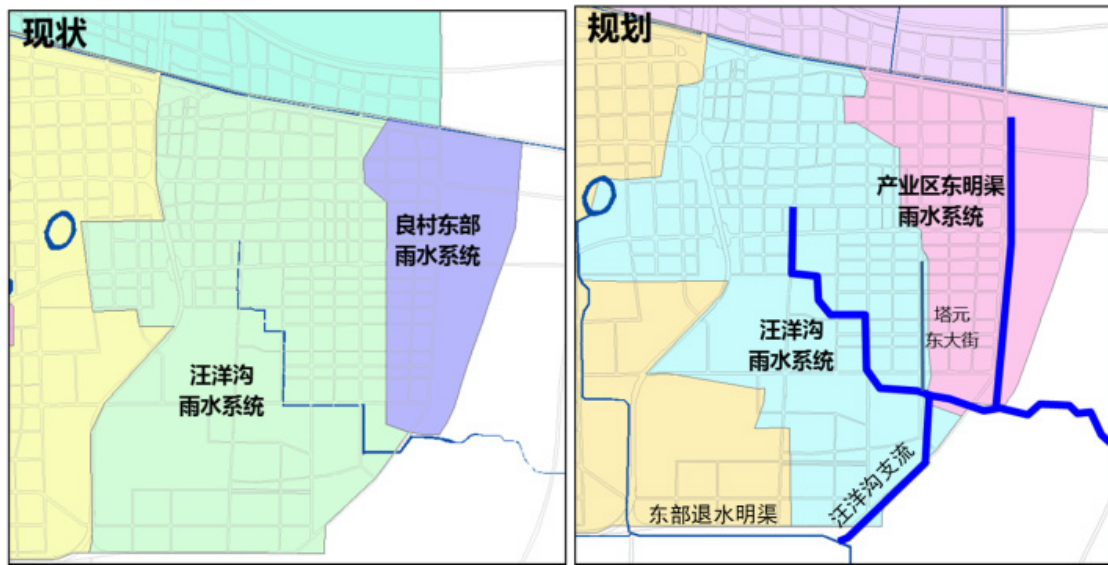 现状
良村东部
雨水系统
汪洋沟
雨水系统
规划
产业区东明渠
雨水系统
塔元
东大街
汪洋沟
雨水系统
汪洋沟支流
东部退水明渠